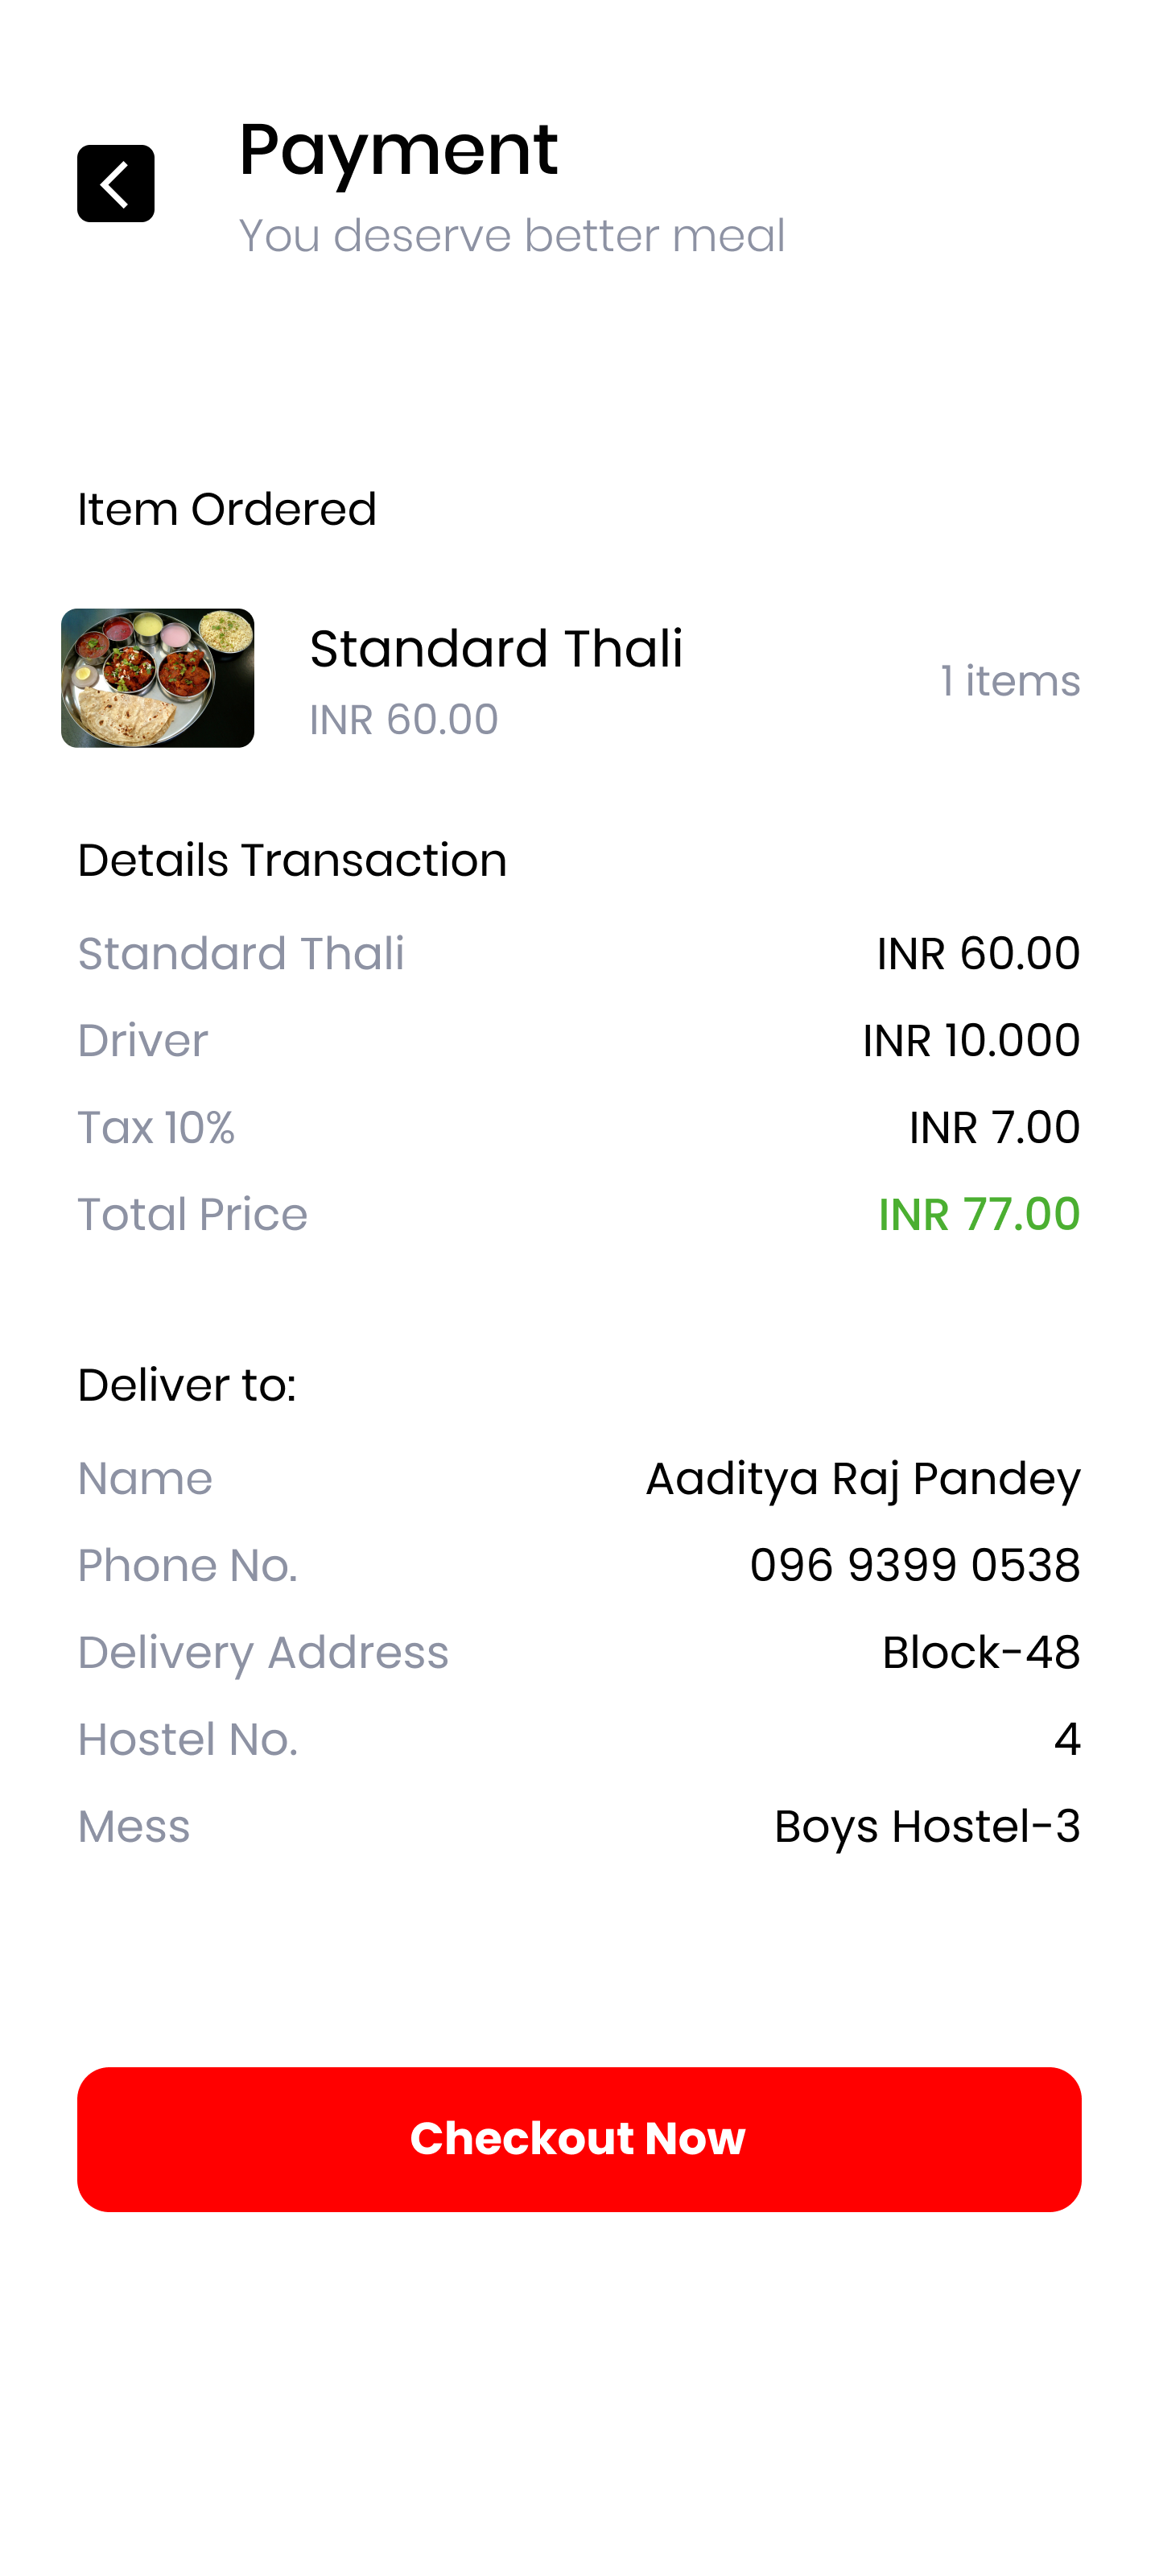 Payment
You deserve better meal
Item Ordered
Standard Thali
INR 60.00
1 items
Details Transaction
Standard Thali INR 60.00
Driver INR 10.000
Tax 10% INR 7.00
Total Price INR 77.00
Deliver to:
Name Aaditya Raj Pandey
Phone No. 096 9399 0538
Delivery Address Block-48
Hostel No. 4
Mess Boys Hostel-3
Checkout Now